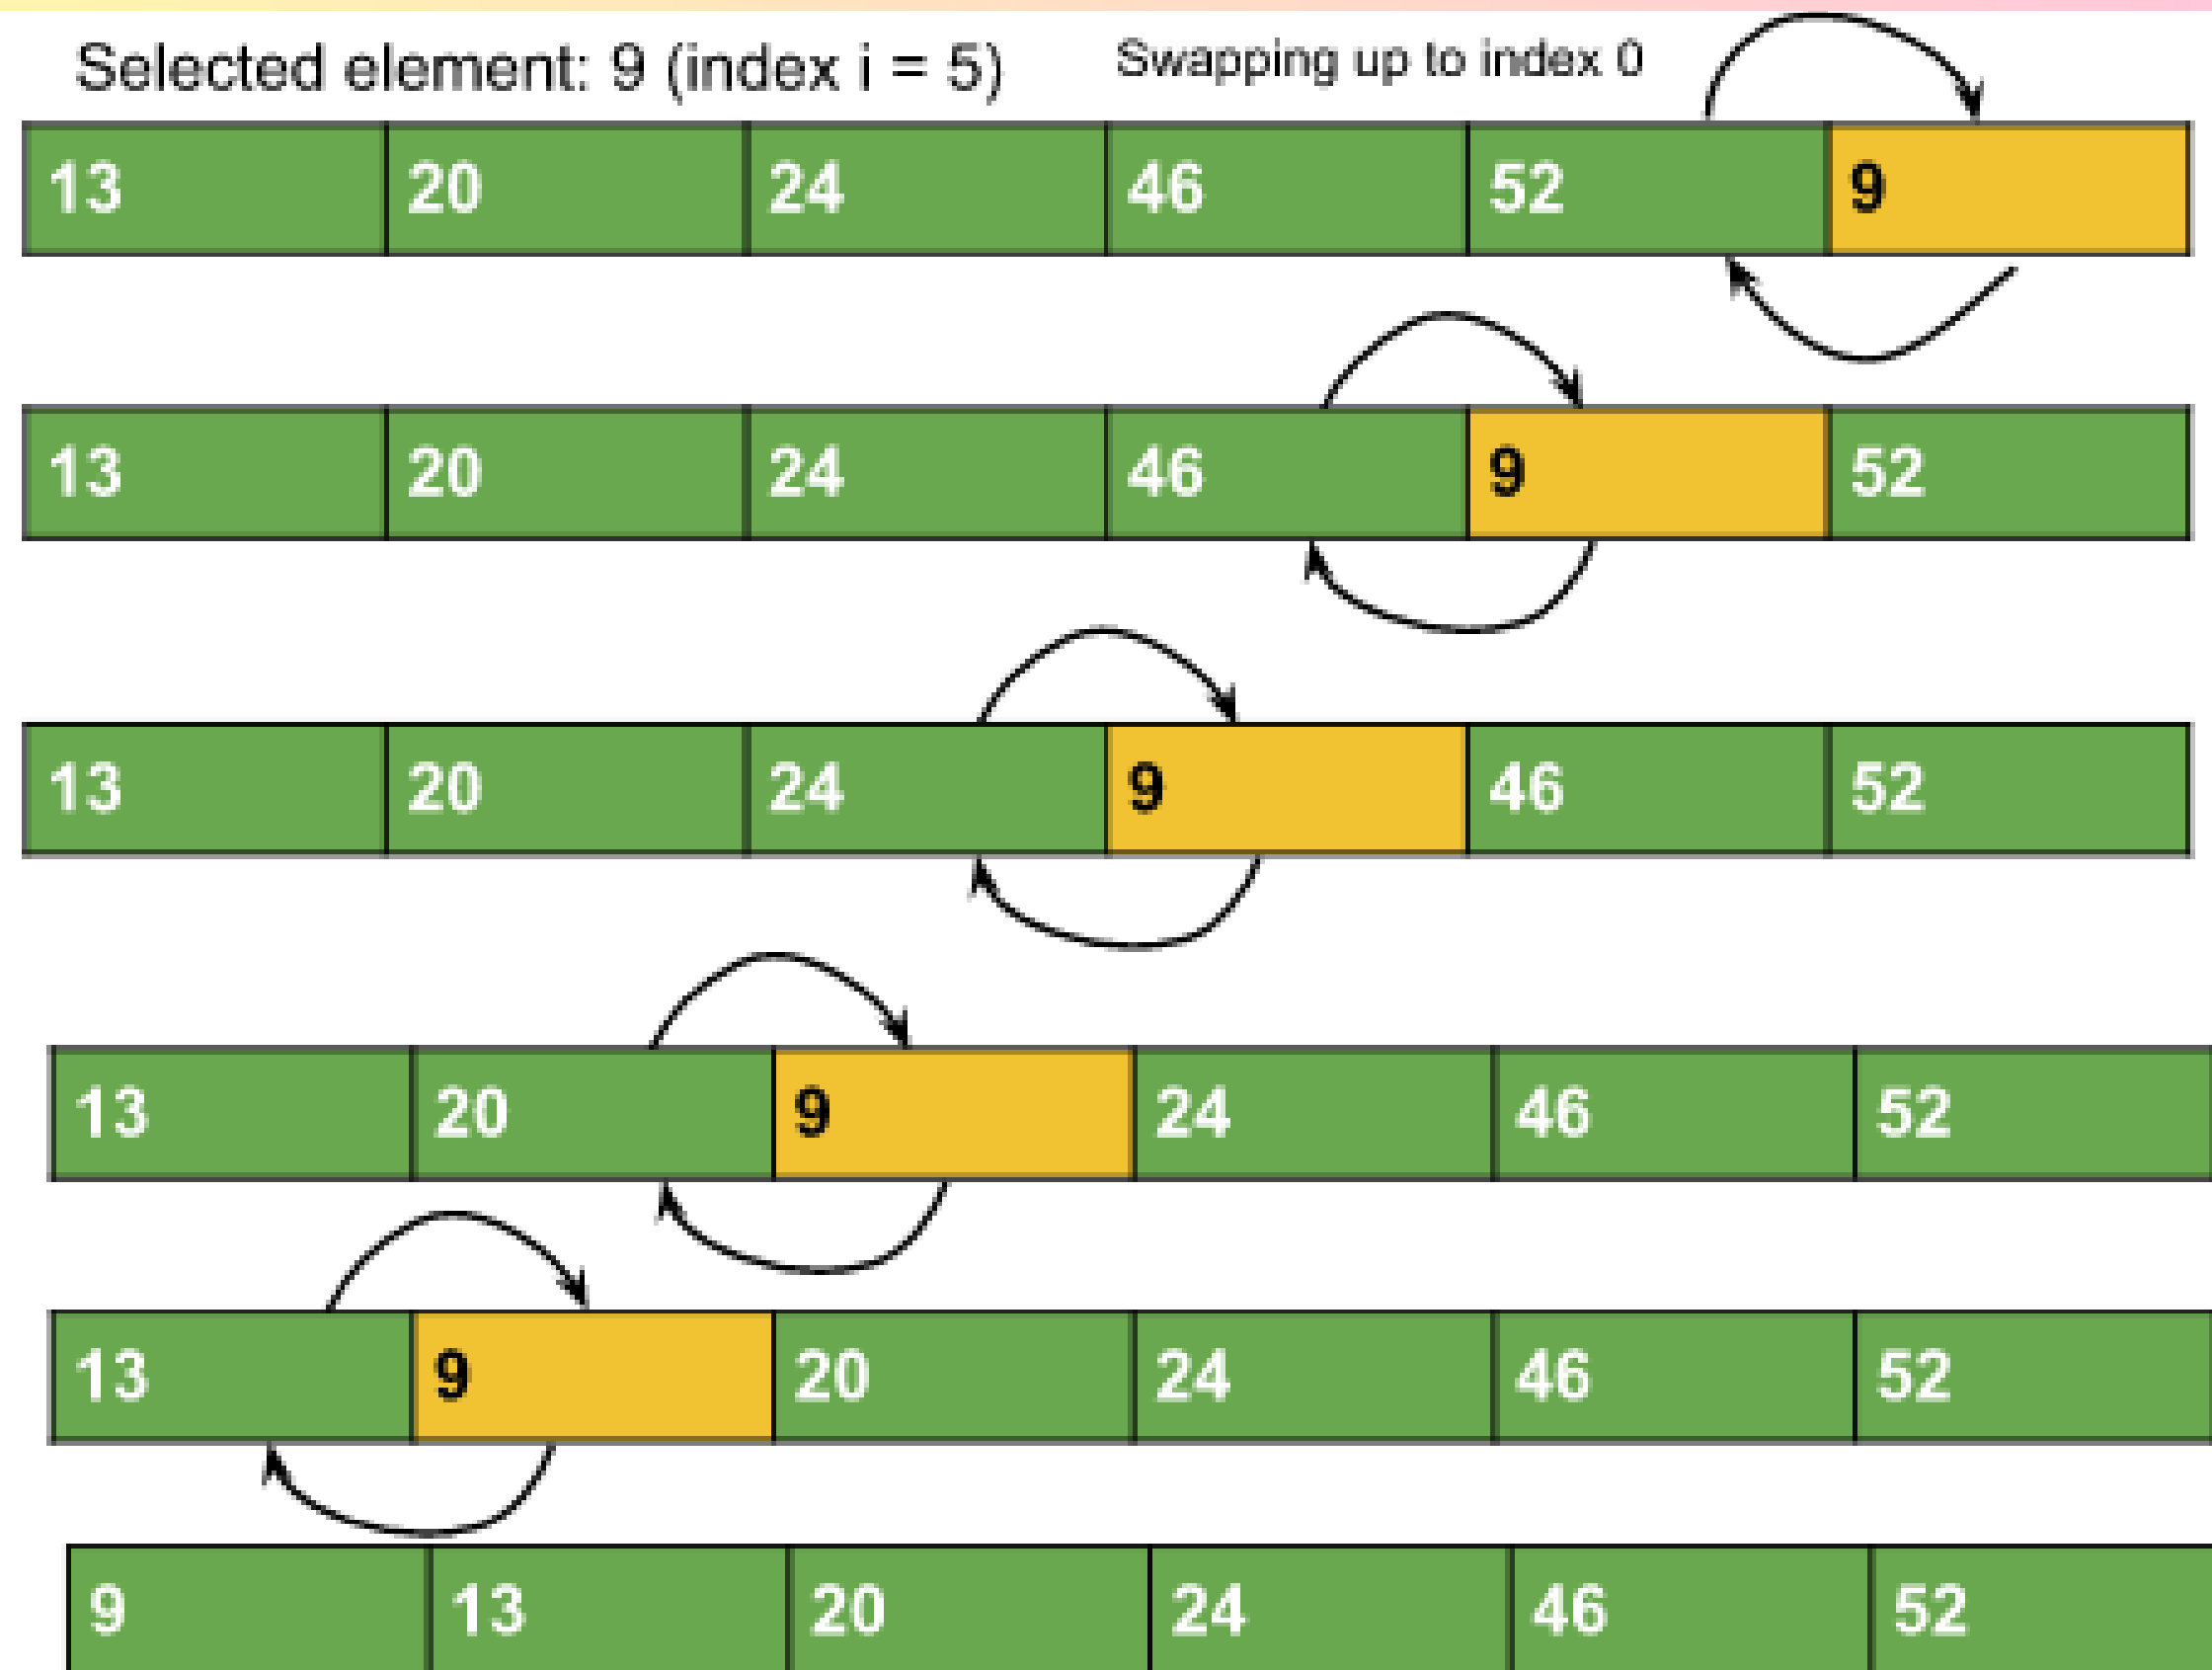 Selected element: 9 (index i = 5) Swapping up to index 0
13 20 24 46 52 9
13 20 24 46 9 52
13 20 24 9 46 52
13 20 9 24 46 52
13 9 20 24 46 52
9 13 20 24 46 52